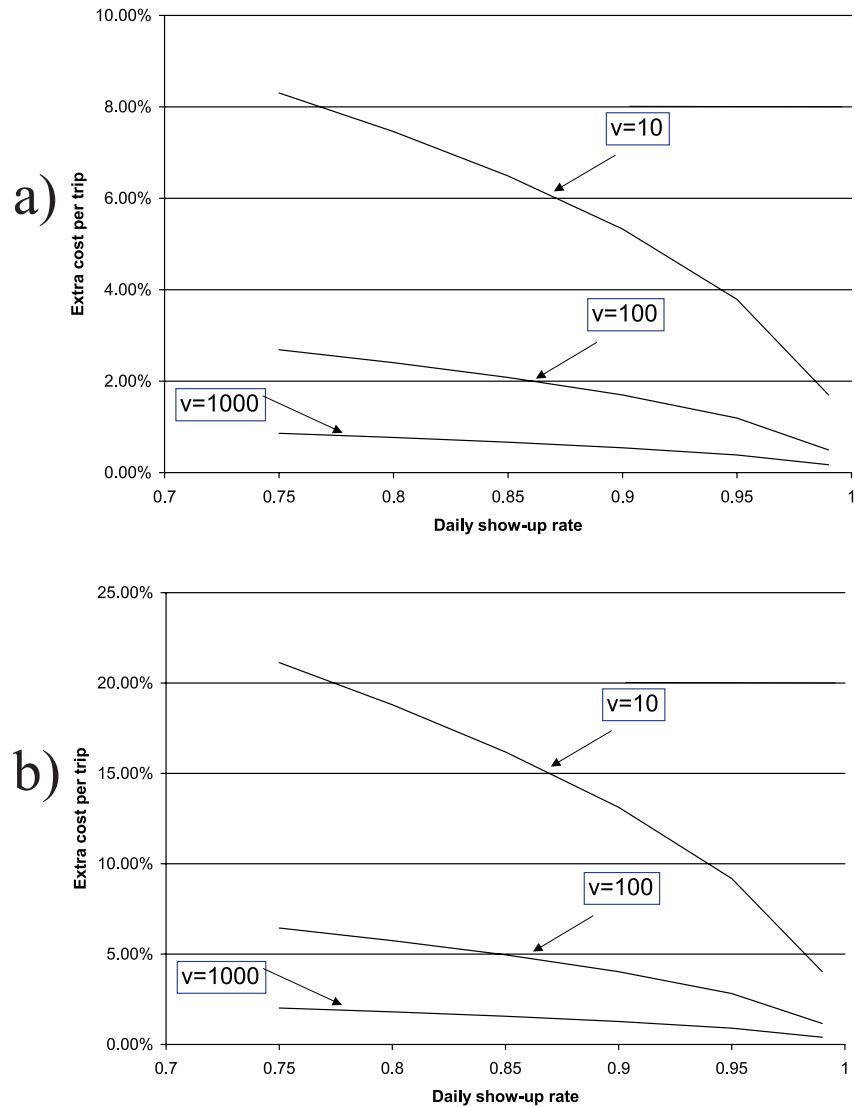 a)
Extra cost per trip
10.00%
8.00%
6.00%
4.00%
2.00%
0.00%
v=10
v=100
v=1000
0.7 0.75 0.8 0.85 0.9 0.95 1
Daily show-up rate
b)
Extra cost per trip
25.00%
20.00%
15.00%
10.00%
5.00%
0.00%
v=10
v=100
v=1000
0.7 0.75 0.8 0.85 0.9 0.95 1
Daily show-up rate